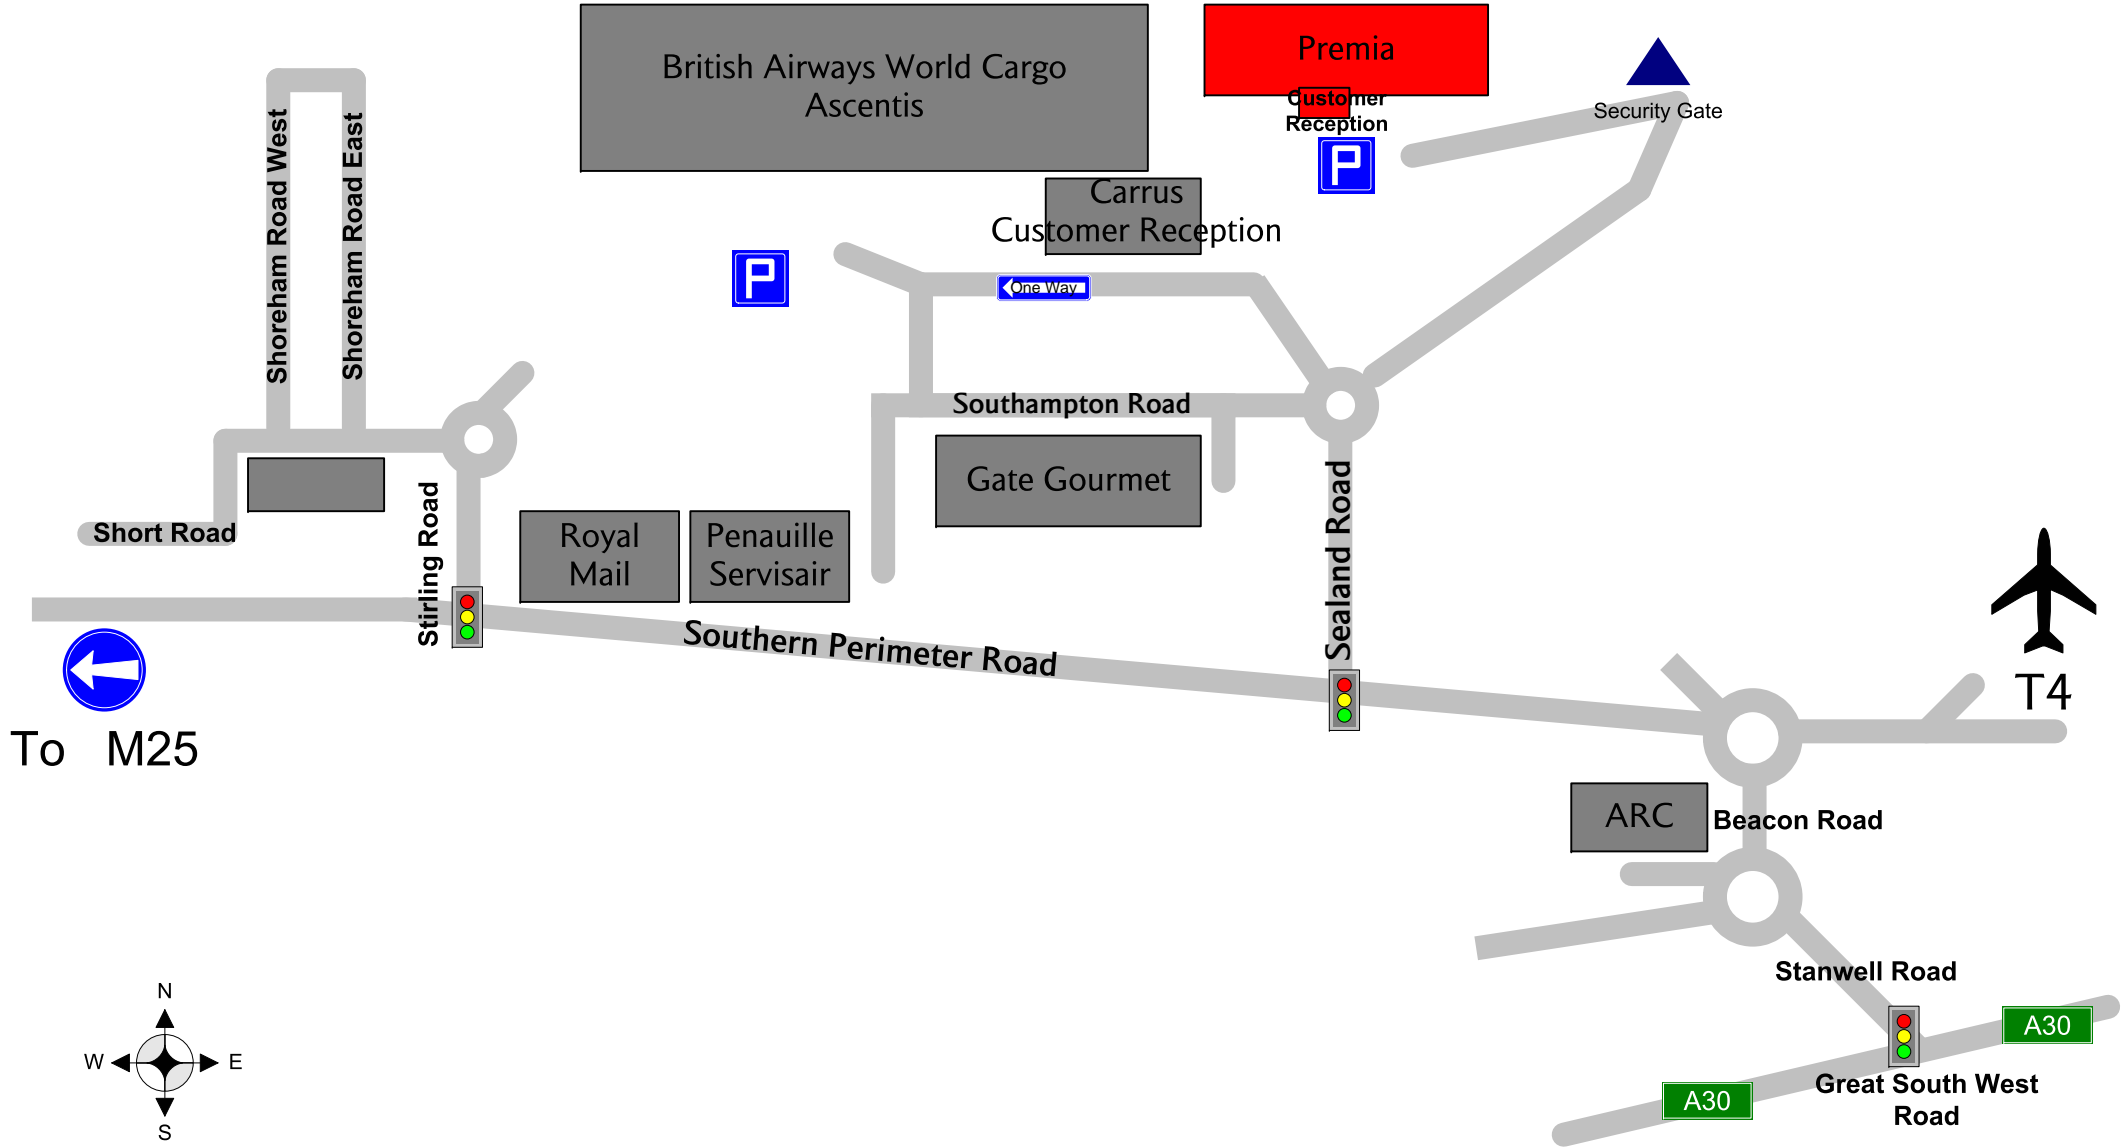 British Airways World Cargo
Ascentis
Premia
Customer
Reception
P
Security Gate
Carrus
Customer Reception
P
One Way
Shoreham Road West
Shoreham Road East
Southampton Road
Gate Gourmet
Sealand Road
Short Road
Stirling Road
Royal
Mail
Penauille
Servisair
Southern Perimeter Road
T4
To M25
ARC
Beacon Road
Stanwell Road
A30
Great South West
Road
A30
N
W
E
S